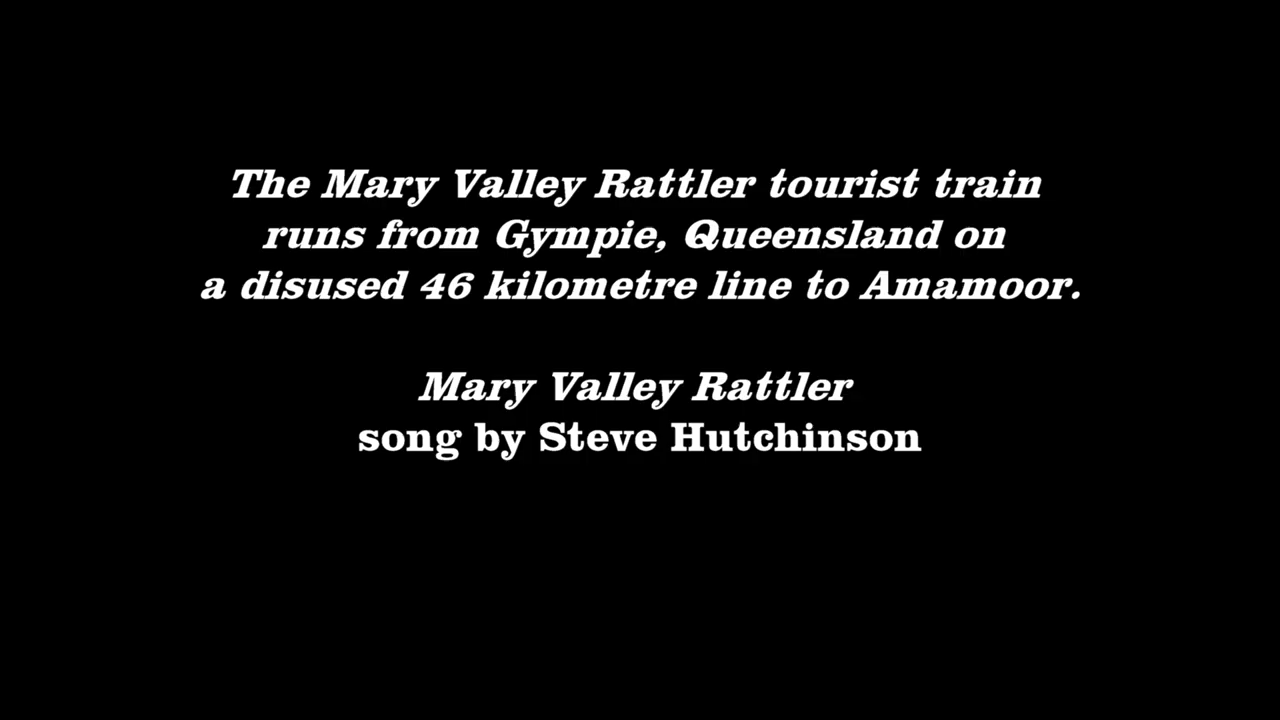 The Mary Valley Rattler tourist train
runs from Gympie, Queensland on
a disused 46 kilometre line to Amamoor.
Mary Valley Rattler
song by Steve Hutchinson